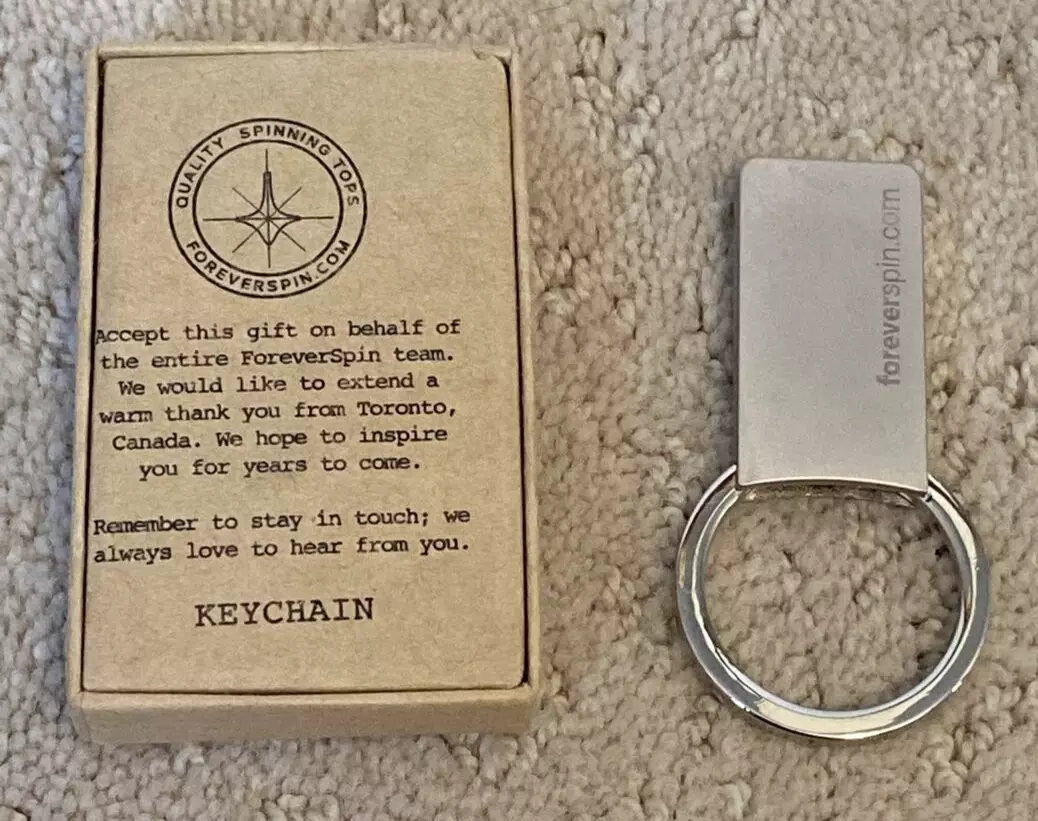 QUALITY SPINNING TOPS
FOREVERSPIN.COM
Accept this gift on behalf of
the entire ForeverSpin team.
We would like to extend a
warm thank you from Toronto,
Canada. We hope to inspire
you for years to come.
Remember to stay in touch; we
always love to hear from you.
KEYCHAIN
foreverspin.com